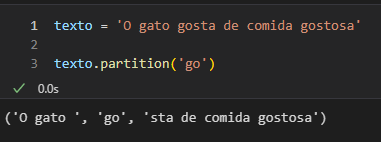 1 texto = 'O gato gosta de comida gostosa'
2
3 texto.partition('go')
0.0s
('O gato ', 'go', 'sta de comida gostosa')